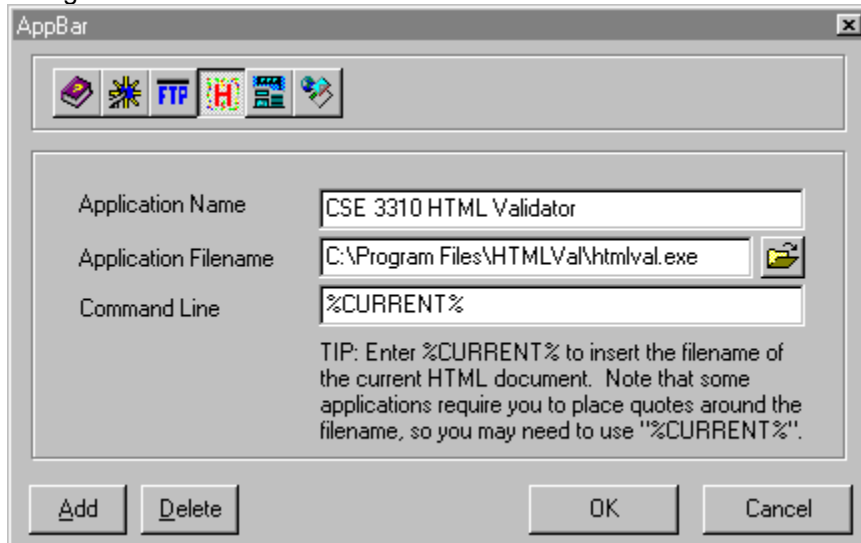 AppBar
FTP H
Application Name CSE 3310 HTML Validator
Application Filename C:\Program Files\HTMLVal\htmlval.exe
Command Line %CURRENT%
TIP: Enter %CURRENT% to insert the filename of
the current HTML document. Note that some
applications require you to place quotes around the
filename, so you may need to use "%CURRENT%".
Add Delete OK Cancel